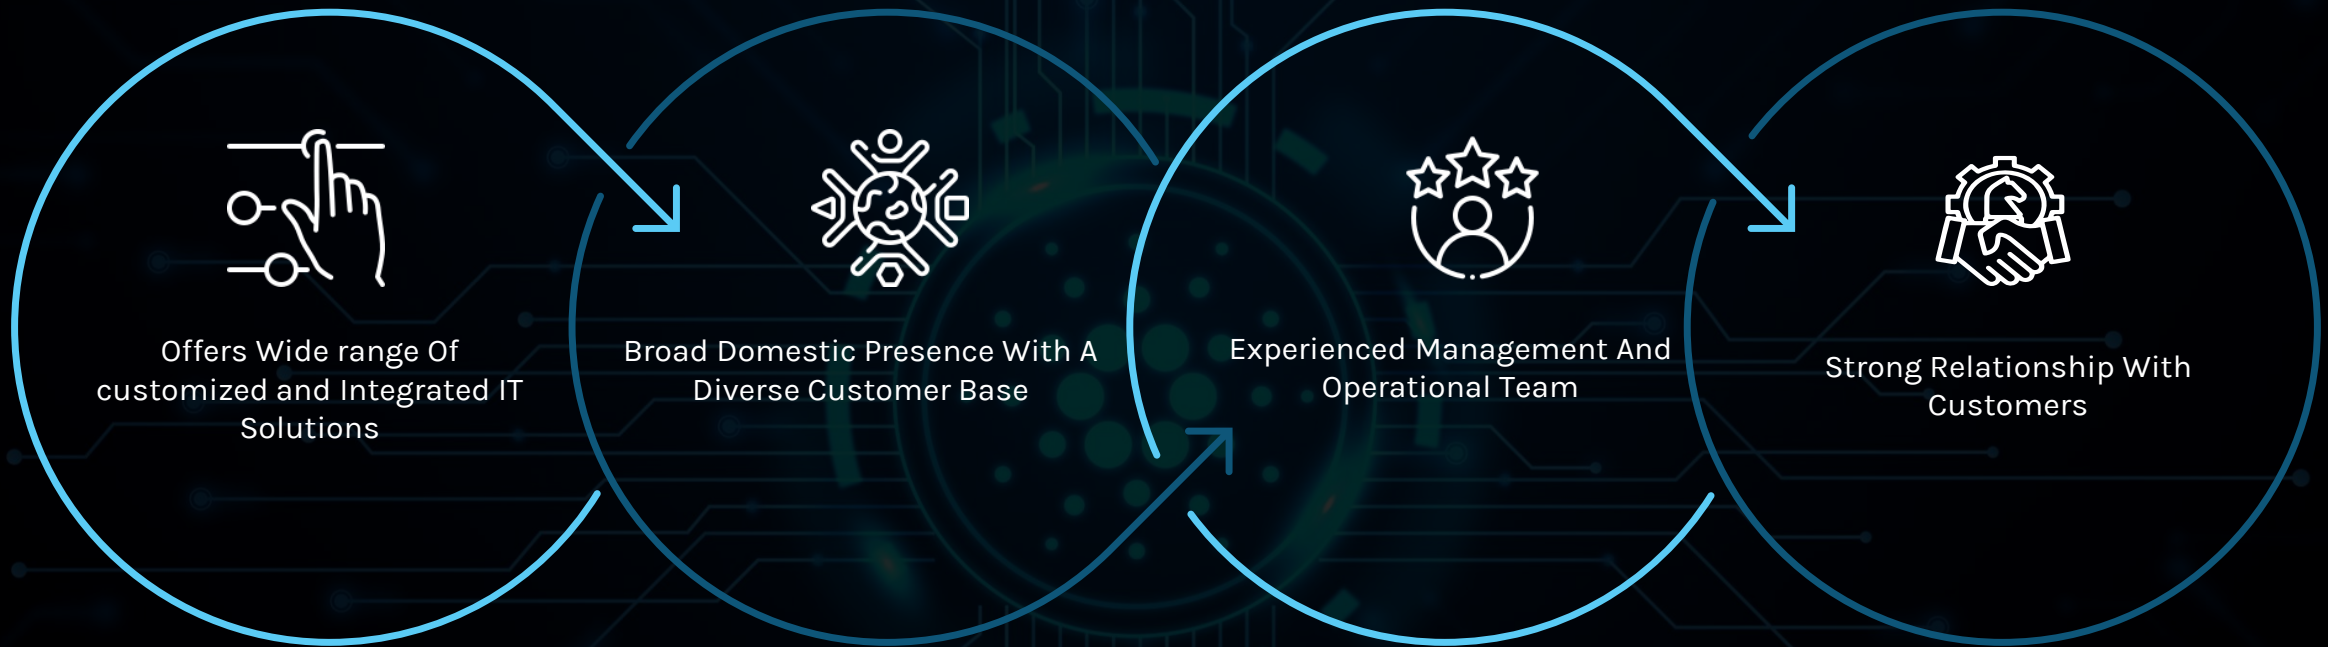 Offers Wide range Of
customized and Integrated IT
Solutions
Broad Domestic Presence With A
Diverse Customer Base
Experienced Management And
Operational Team
Strong Relationship With
Customers